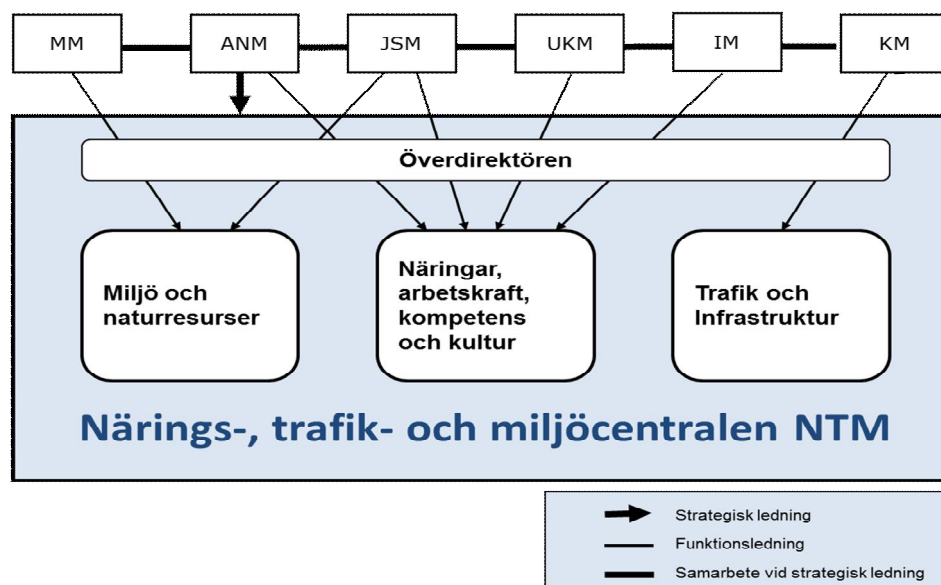 MM ANM JSM UKM IM KM
Överdirektören
Miljö och
naturresurser
Näringar,
arbetskraft,
kompetens
och kultur
Trafik och
Infrastruktur
Närings-, trafik- och miljöcentralen NTM
Strategisk ledning
Funktionsledning
Samarbete vid strategisk ledning